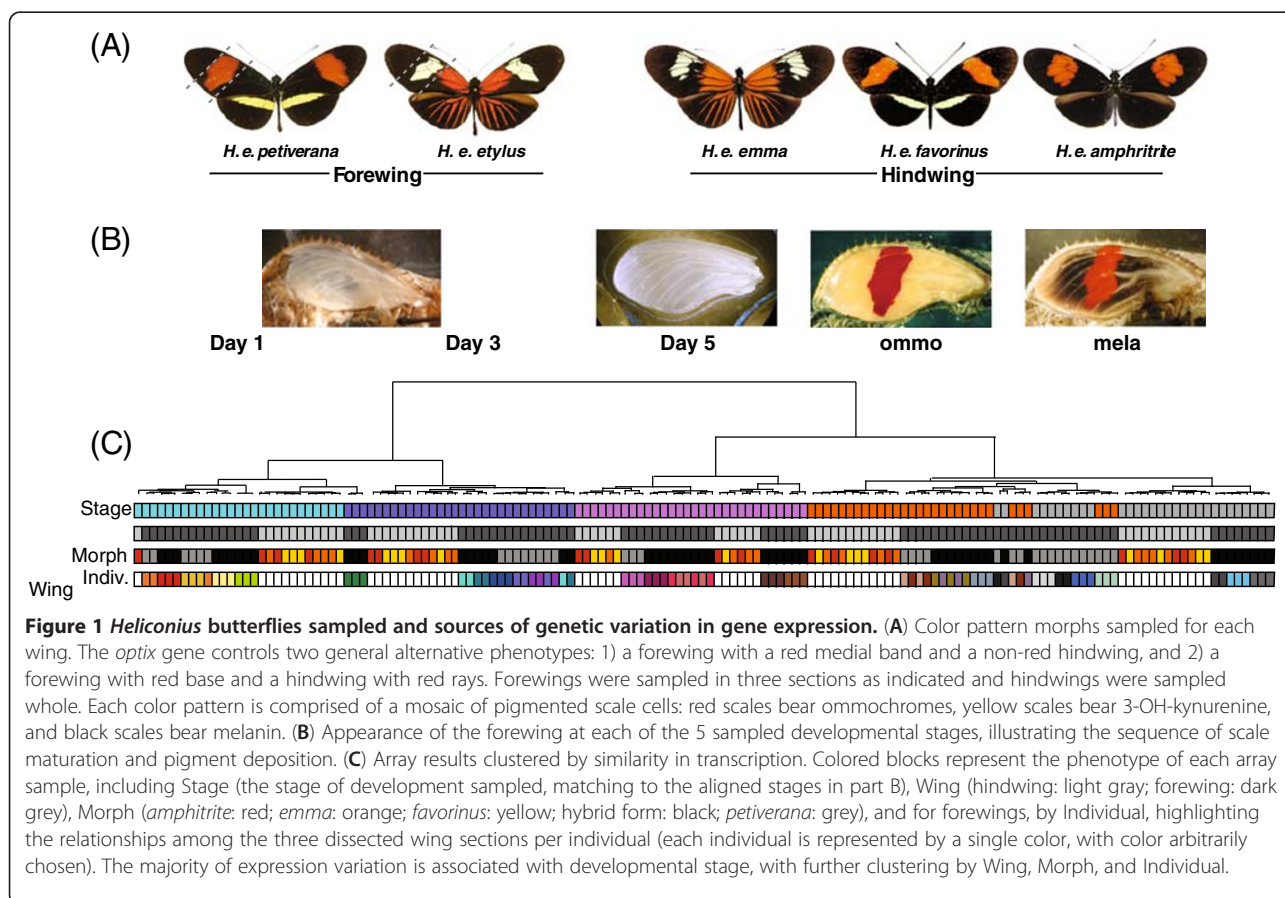 (A)
H. e. petiverana H. e. etylus H. e. emma H. e. favorinus H. e. amphritrite
Forewing Hindwing
(B)
Day 1 Day 3 Day 5 ommo mela
(C)
Stage
Morph
Indiv.
Wing
Figure 1 Heliconius butterflies sampled and sources of genetic variation in gene expression. (A) Color pattern morphs sampled for each
wing. The optix gene controls two general alternative phenotypes: 1) a forewing with a red medial band and a non-red hindwing, and 2) a
forewing with red base and a hindwing with red rays. Forewings were sampled in three sections as indicated and hindwings were sampled
whole. Each color pattern is comprised of a mosaic of pigmented scale cells: red scales bear ommochromes, yellow scales bear 3-OH-kynurenine,
and black scales bear melanin. (B) Appearance of the forewing at each of the 5 sampled developmental stages, illustrating the sequence of scale
maturation and pigment deposition. (C) Array results clustered by similarity in transcription. Colored blocks represent the phenotype of each array
sample, including Stage (the stage of development sampled, matching to the aligned stages in part B), Wing (hindwing: light gray; forewing: dark
grey), Morph (amphitrite: red; emma: orange; favorinus: yellow; hybrid form: black; petiverana: grey), and for forewings, by Individual, highlighting
the relationships among the three dissected wing sections per individual (each individual is represented by a single color, with color arbitrarily
chosen). The majority of expression variation is associated with developmental stage, with further clustering by Wing, Morph, and Individual.